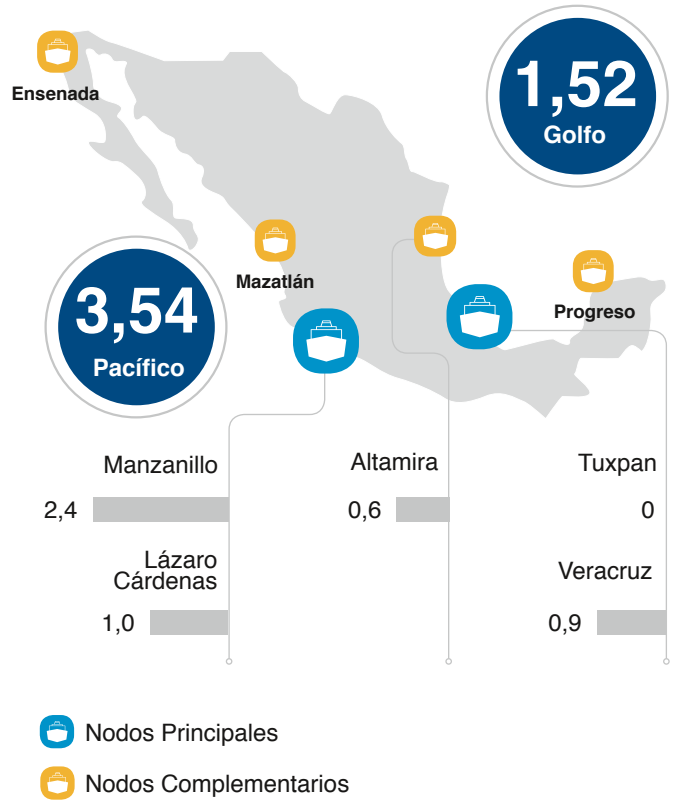 Ensenada
1,52
Golfo
Mazatlán
Progreso
3,54
Pacífico
Manzanillo
2,4
Lázaro
Cárdenas
1,0
Altamira
0,6
Tuxpan
0
Veracruz
0,9
Nodos Principales
Nodos Complementarios